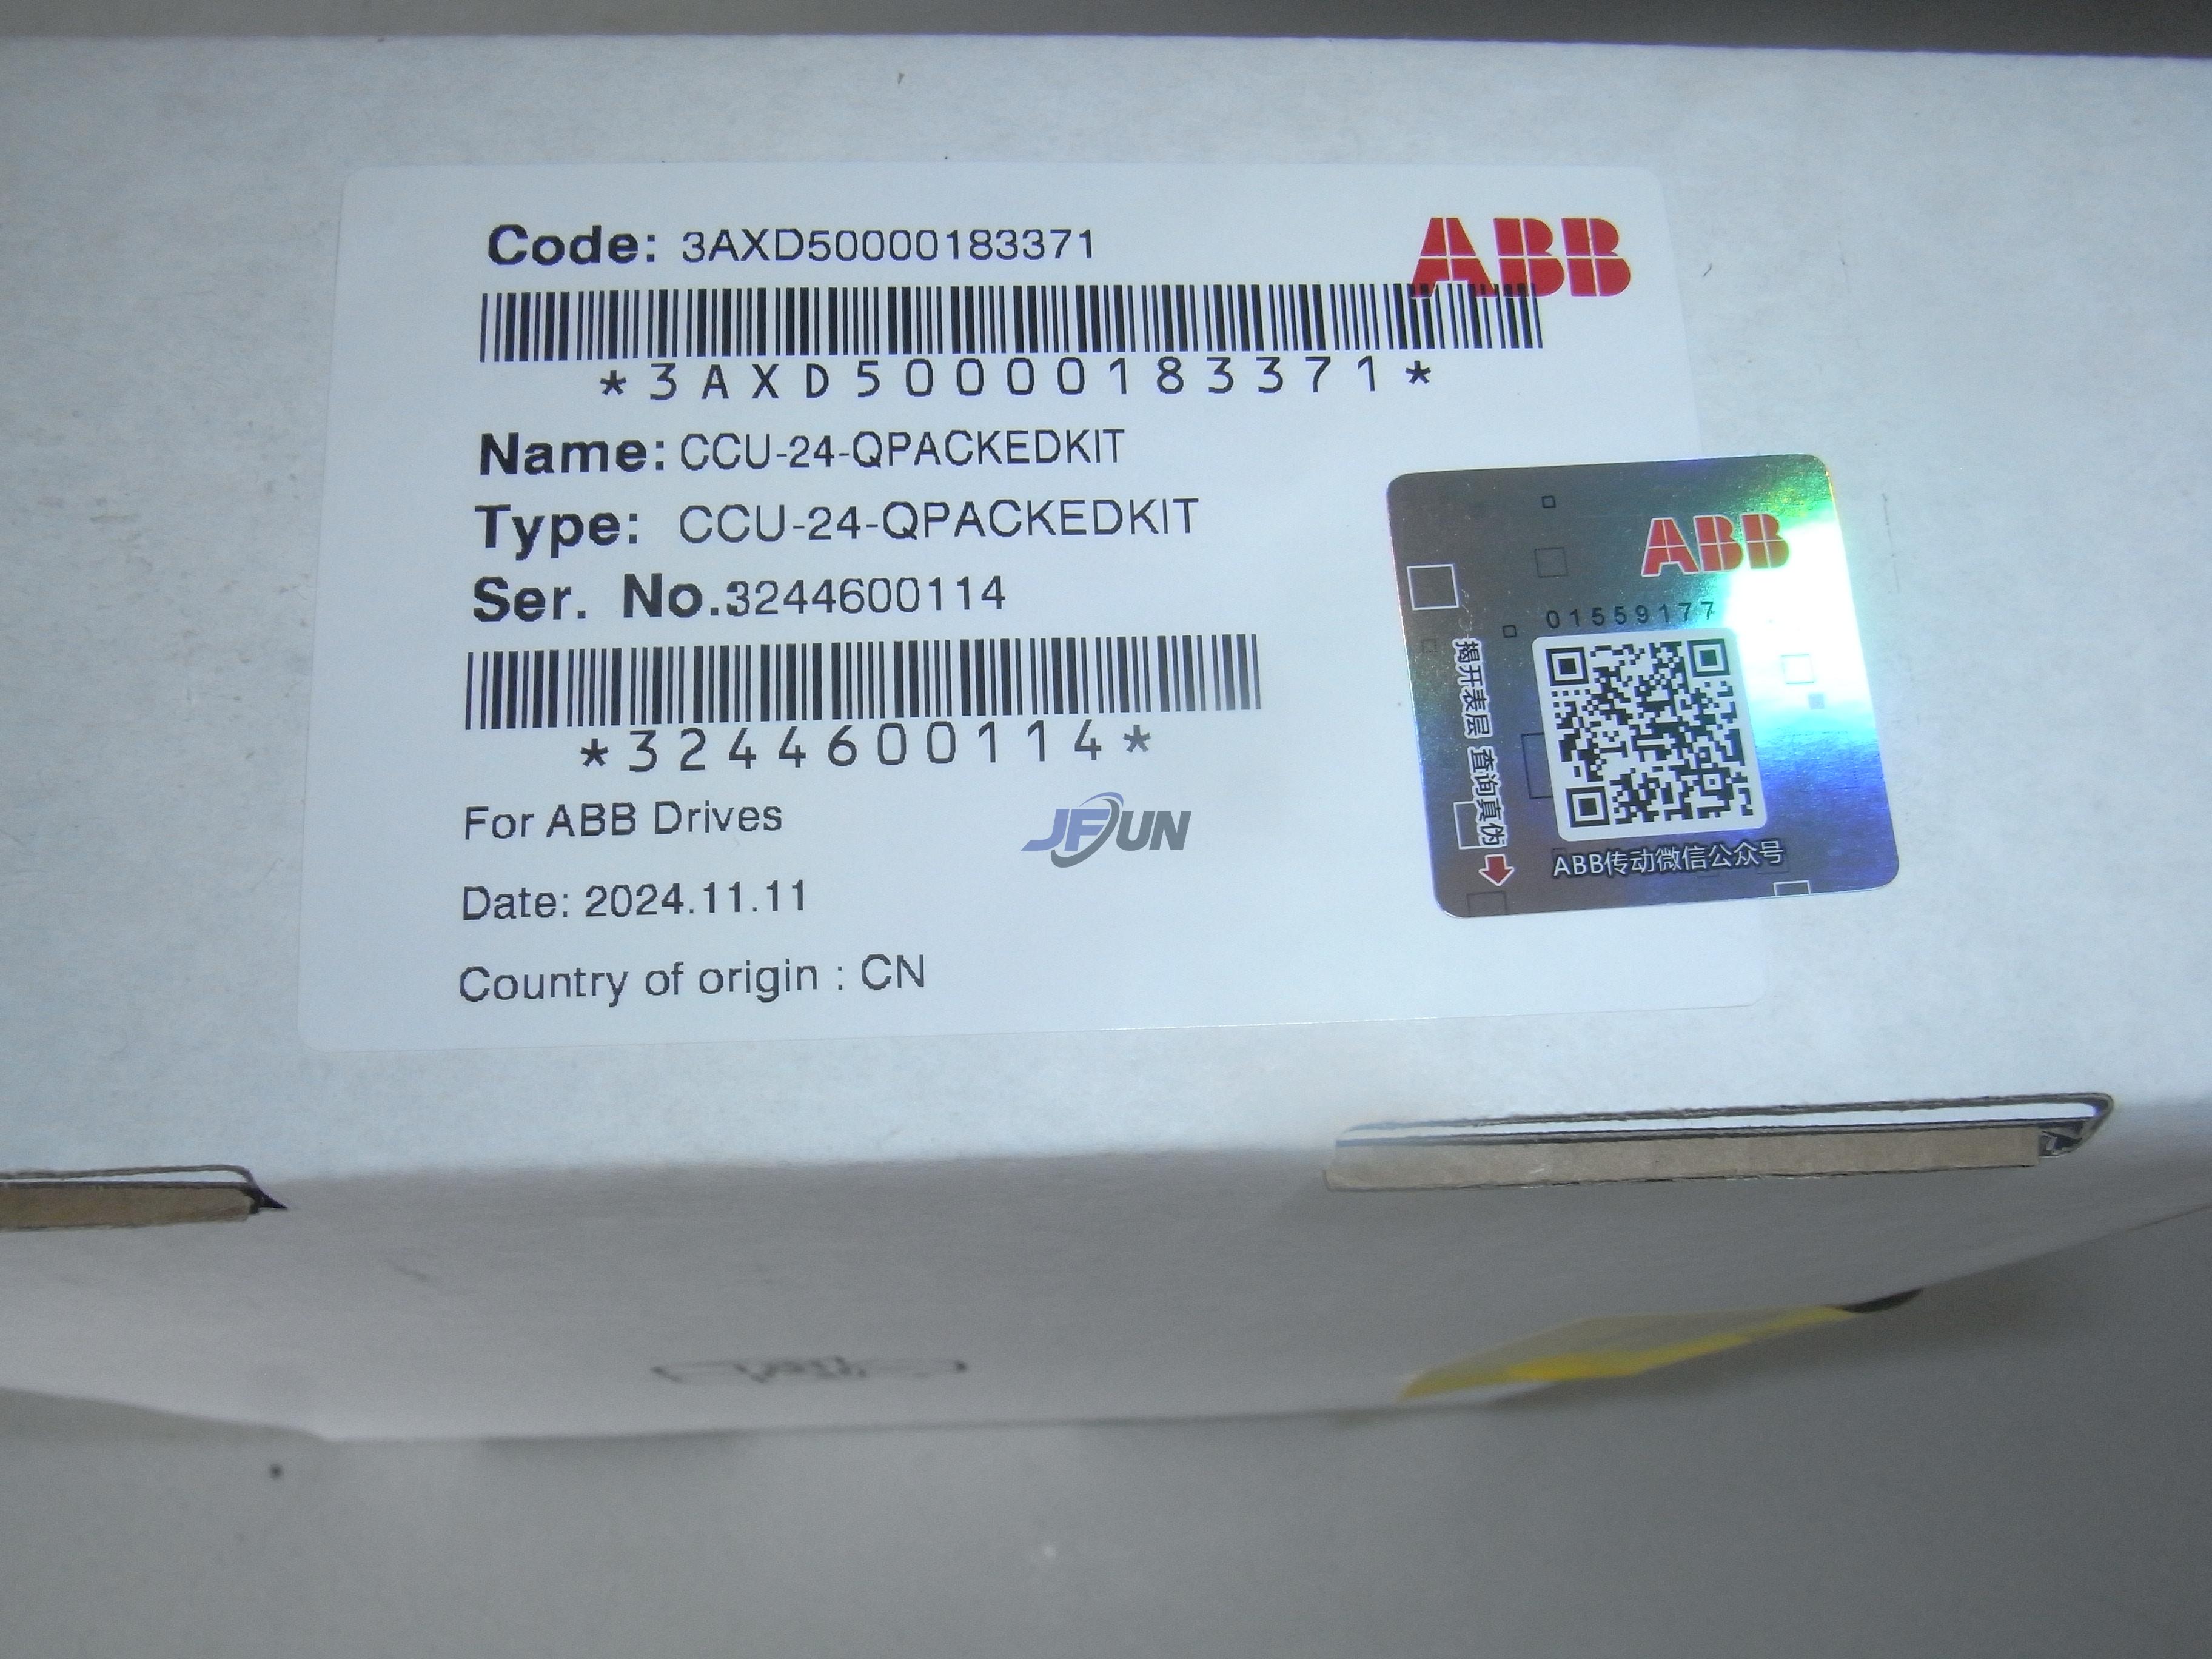 Code: 3AXD50000183371
ABB
*3AXD50000183371*
Name: CCU-24-QPACKEDKIT
Type: CCU-24-QPACKEDKIT
Ser. No.3244600114
*3244600114*
For ABB Drives
Date: 2024.11.11
Country of origin : CN
JFUN
ABB
01559177
揭开表层 查询真伪
ABB传动微信公众号